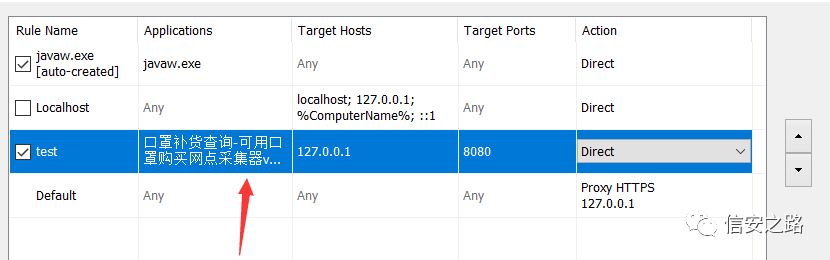 Rule Name Applications Target Hosts Target Ports Action
javaw.exe
[auto-created] javaw.exe Any Any Direct
Localhost Any localhost; 127.0.0.1;
%ComputerName%; ::1 Any Direct
test 口罩补货查询-可用口
罩购买网点采集器v... 127.0.0.1 8080 Direct
Default Any Any Any Proxy HTTPS
127.0.0.1
信安之路